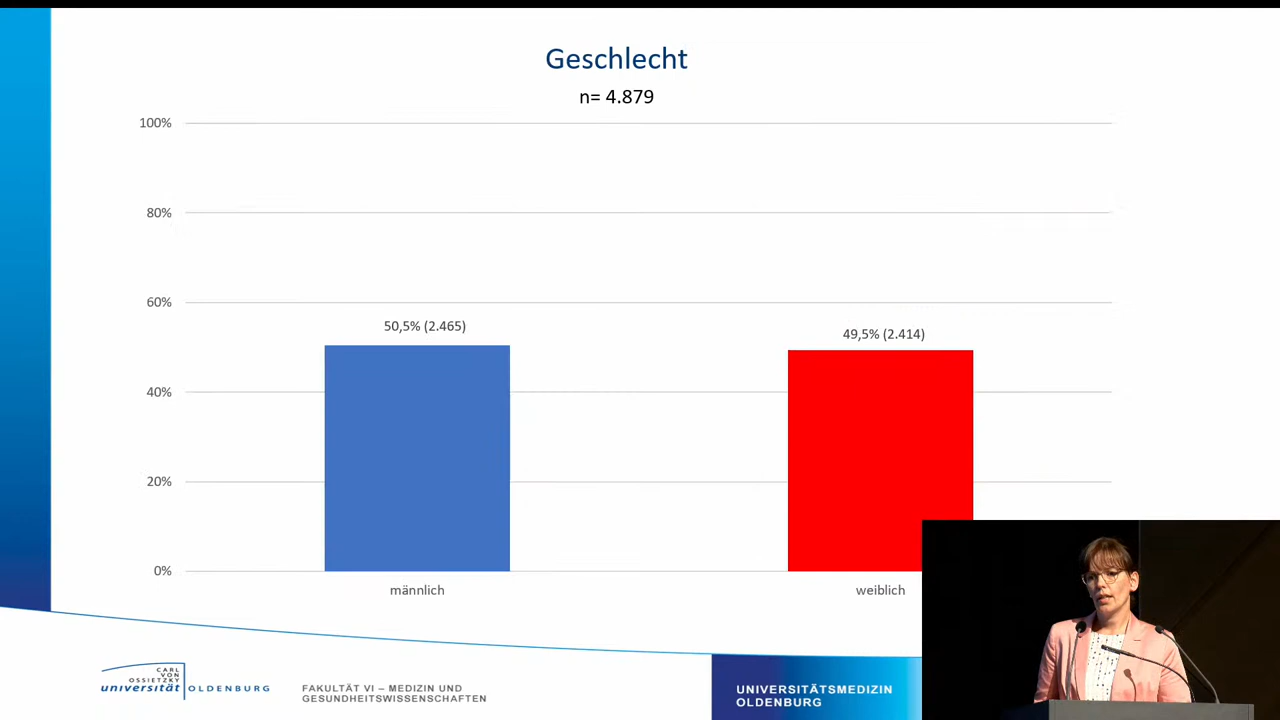 Geschlecht
n= 4.879
100%
80%
60%
40%
20%
0%
50,5% (2.465)
49,5% (2.414)
männlich
weiblich
CARL
VON
OSSIETZKY
universität OLDENBURG
FAKULTÄT VI – MEDIZIN UND
GESUNDHEITSWISSENSCHAFTEN
UNIVERSITÄTSMEDIZIN
OLDENBURG